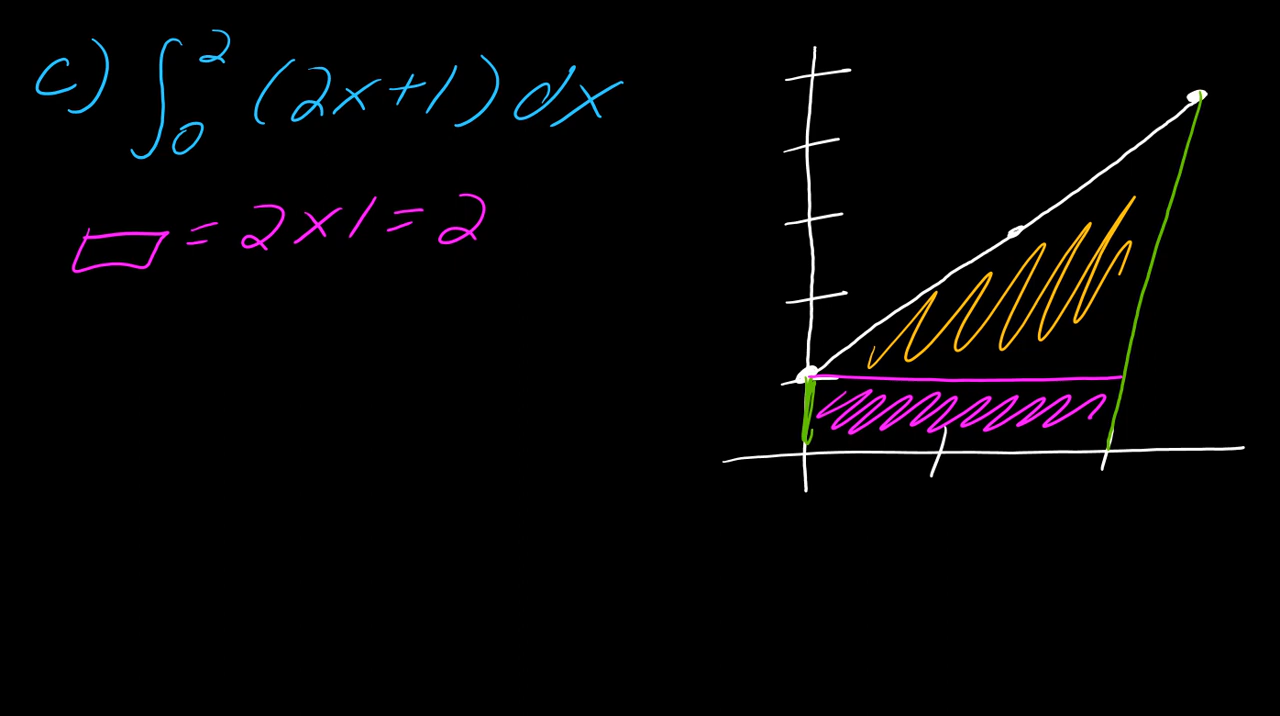 c) ∫₀² (2x+1) dx
▭ = 2 × 1 = 2